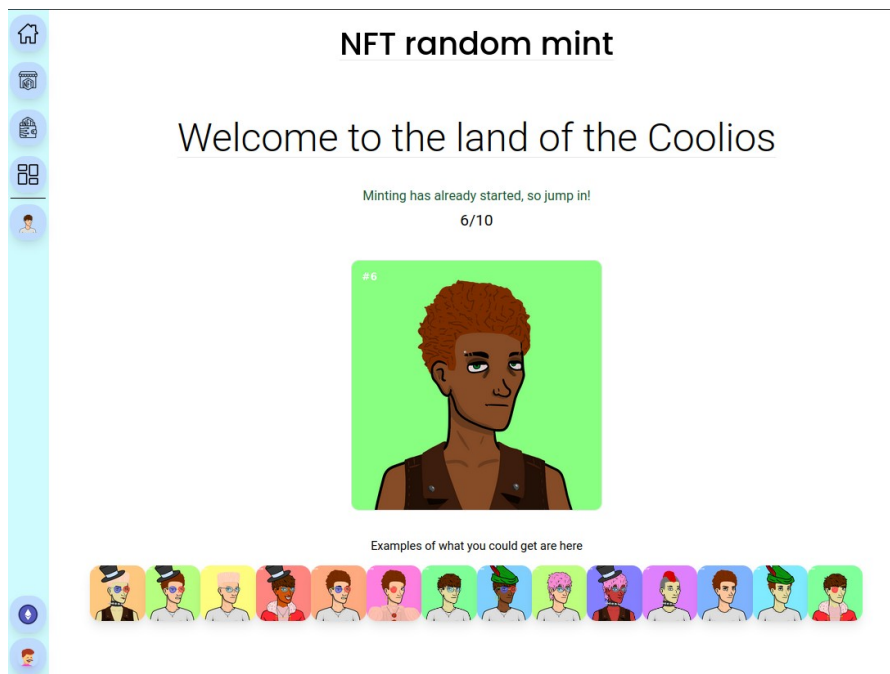 NFT random mint
Welcome to the land of the Coolios
Minting has already started, so jump in!
6/10
#6
Examples of what you could get are here